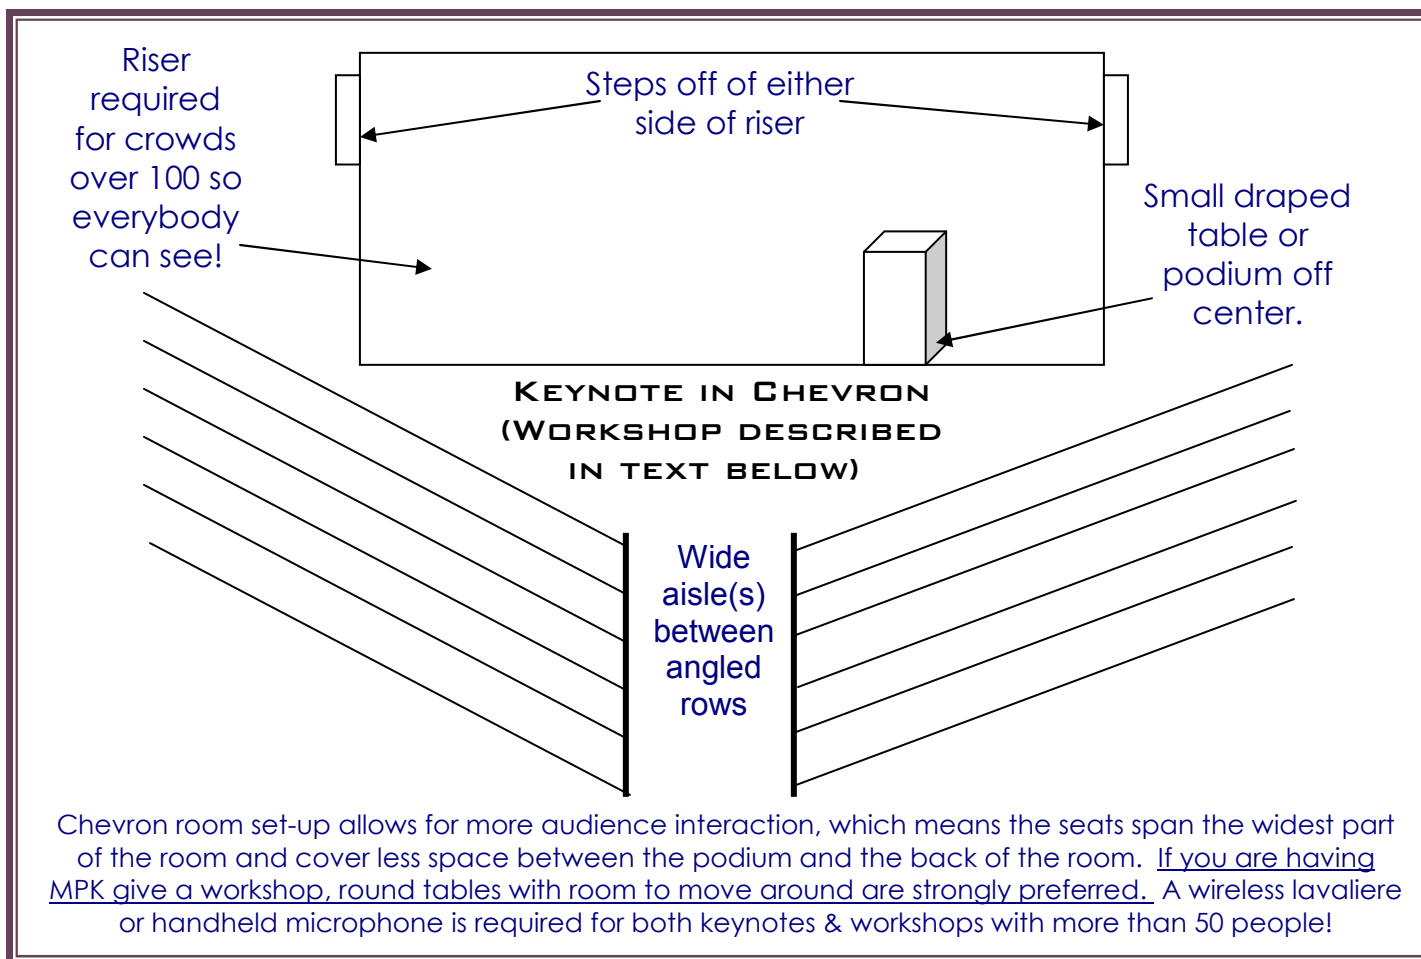 Riser
required
for crowds
over 100 so
everybody
can see!
Steps off of either
side of riser
Small draped
table or
podium off
center.
KEYNOTE IN CHEVRON
(WORKSHOP DESCRIBED
IN TEXT BELOW)
Wide
aisle(s)
between
angled
rows
Chevron room set-up allows for more audience interaction, which means the seats span the widest part
of the room and cover less space between the podium and the back of the room. If you are having
MPK give a workshop, round tables with room to move around are strongly preferred. A wireless lavaliere
or handheld microphone is required for both keynotes & workshops with more than 50 people!